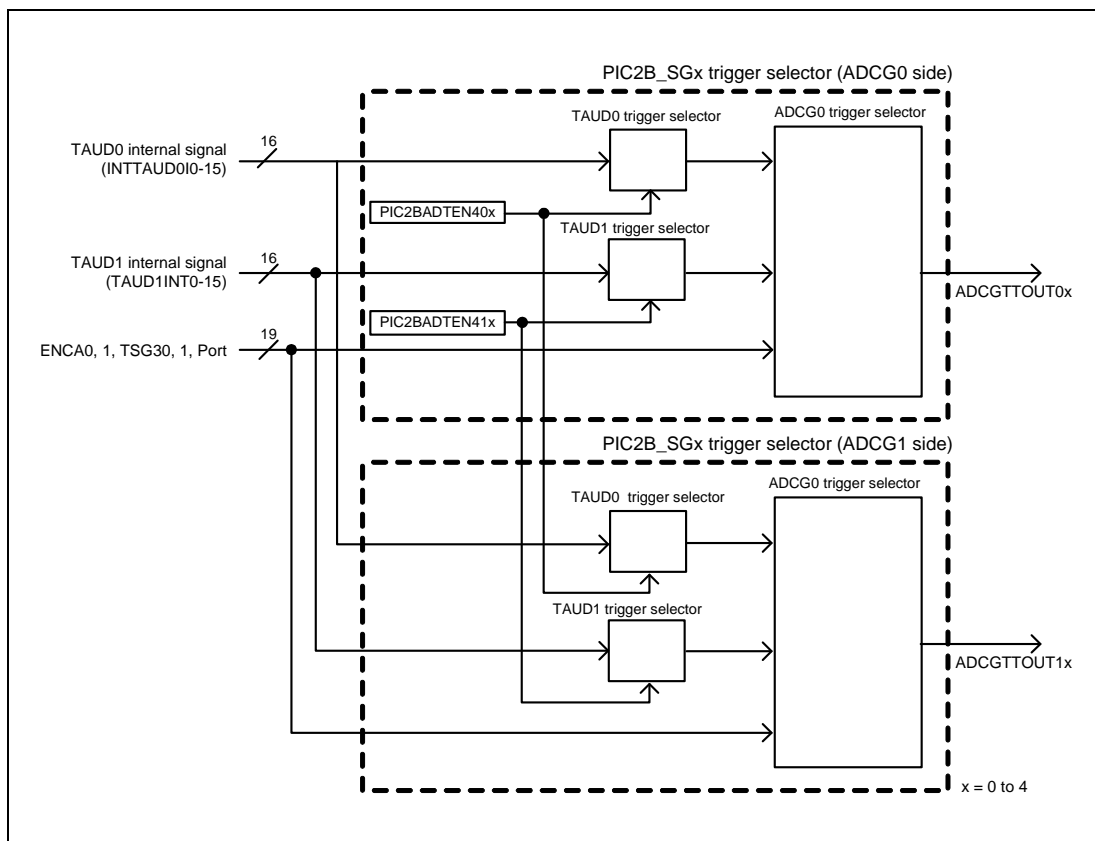 PIC2B_SGx trigger selector (ADCG0 side)
TAUD0 trigger selector
ADCG0 trigger selector
TAUD0 internal signal
(INTTAUD0I0-15)
16
PIC2BADTEN40x
TAUD1 trigger selector
TAUD1 internal signal
(TAUD1INT0-15)
16
ADCGTTOUT0x
PIC2BADTEN41x
ENCA0, 1, TSG30, 1, Port
19
PIC2B_SGx trigger selector (ADCG1 side)
ADCG0 trigger selector
TAUD0 trigger selector
TAUD1 trigger selector
ADCGTTOUT1x
x = 0 to 4